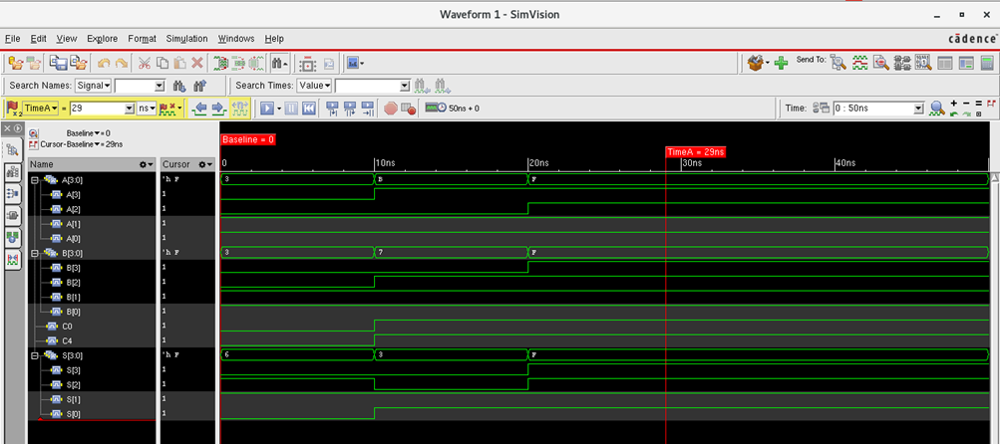 Waveform 1 - SimVision
File Edit View Explore Format Simulation Windows Help
cādence
Send To:
Search Names: Signal Search Times: Value
TimeA = 29 ns 50ns + 0 Time: 0 : 50ns
Baseline = 0
Cursor-Baseline = 29ns
Baseline = 0
TimeA = 29ns
Name Cursor 0 10ns 20ns 30ns 40ns
A[3:0] 'h F 3 B F
A[3] 1
A[2] 1
A[1] 1
A[0] 1
B[3:0] 'h F 3 7 F
B[3] 1
B[2] 1
B[1] 1
B[0] 1
C0 1
C4 1
S[3:0] 'h F 6 3 F
S[3] 1
S[2] 1
S[1] 1
S[0] 1